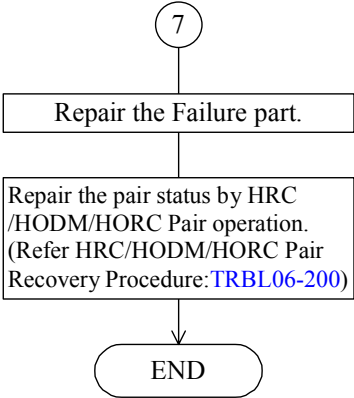 7
Repair the Failure part.
Repair the pair status by HRC
/HODM/HORC Pair operation.
(Refer HRC/HODM/HORC Pair
Recovery Procedure:TRBL06-200)
END